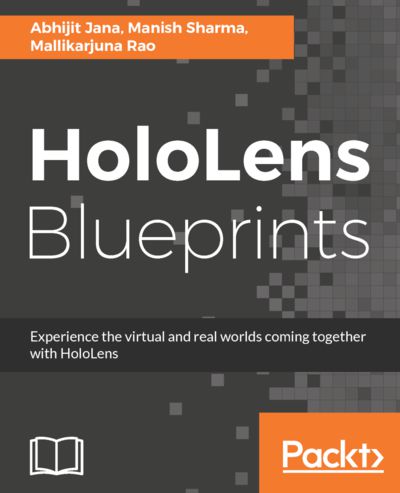 Abhijit Jana, Manish Sharma,
Mallikarjuna Rao
HoloLens
Blueprints
Experience the virtual and real worlds coming together
with HoloLens
Packt>